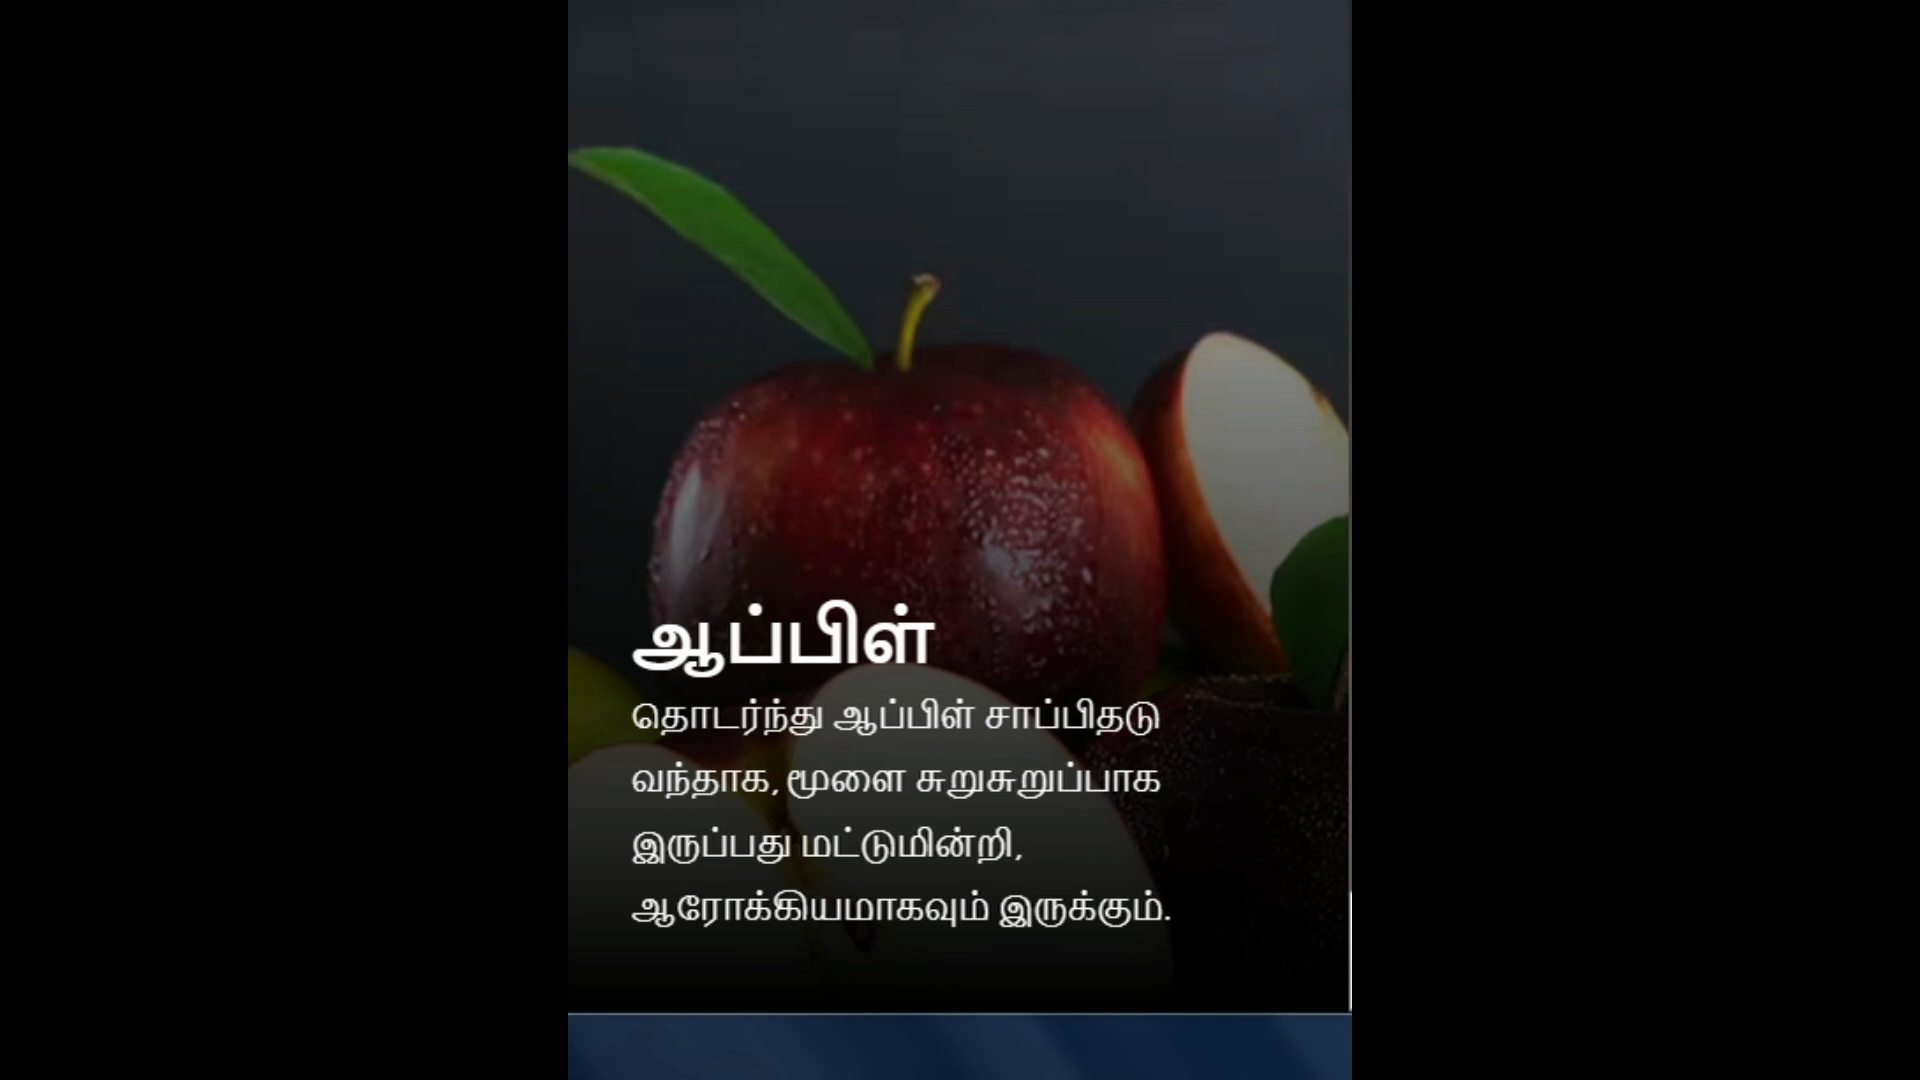 ஆப்பிள்
தொடர்ந்து ஆப்பிள் சாப்பிதடு
வந்தாக, மூளை சுறுசுறுப்பாக
இருப்பது மட்டுமின்றி,
ஆரோக்கியமாகவும் இருக்கும்.